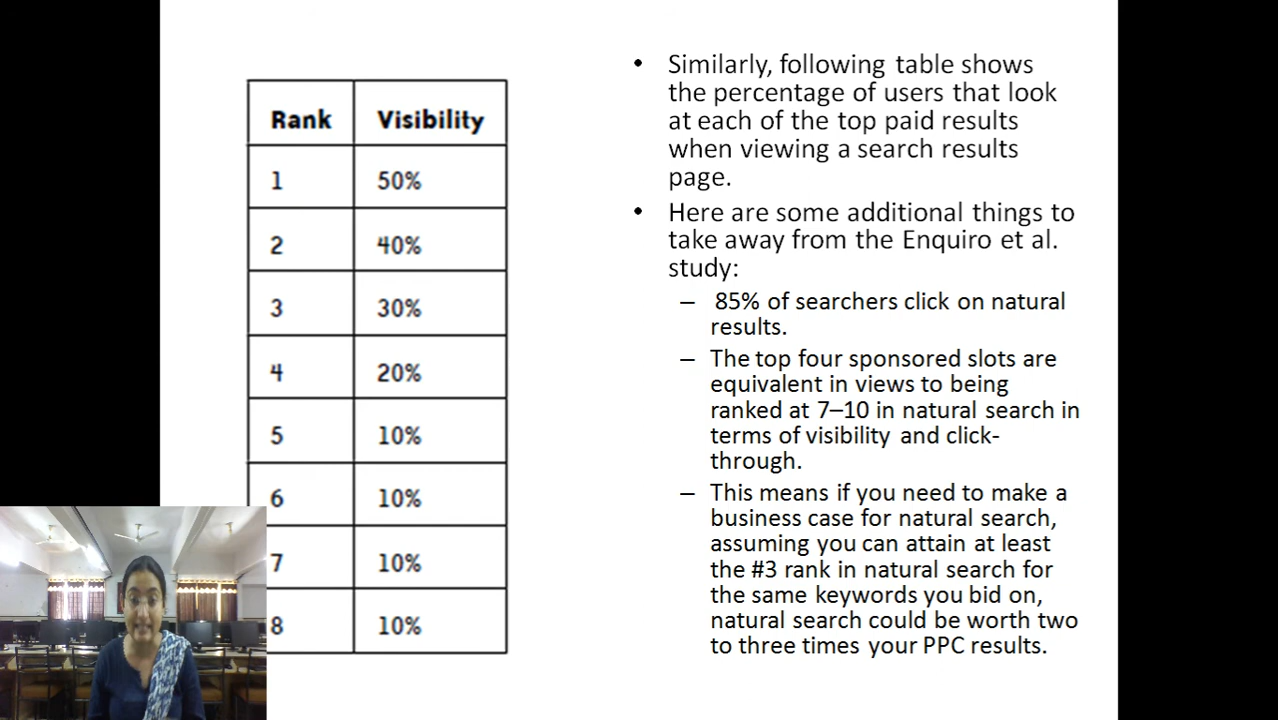 Rank Visibility
1 50%
2 40%
3 30%
4 20%
5 10%
6 10%
7 10%
8 10%
• Similarly, following table shows
the percentage of users that look
at each of the top paid results
when viewing a search results
page.
• Here are some additional things to
take away from the Enquiro et al.
study:
– 85% of searchers click on natural
results.
– The top four sponsored slots are
equivalent in views to being
ranked at 7–10 in natural search in
terms of visibility and click-
through.
– This means if you need to make a
business case for natural search,
assuming you can attain at least
the #3 rank in natural search for
the same keywords you bid on,
natural search could be worth two
to three times your PPC results.